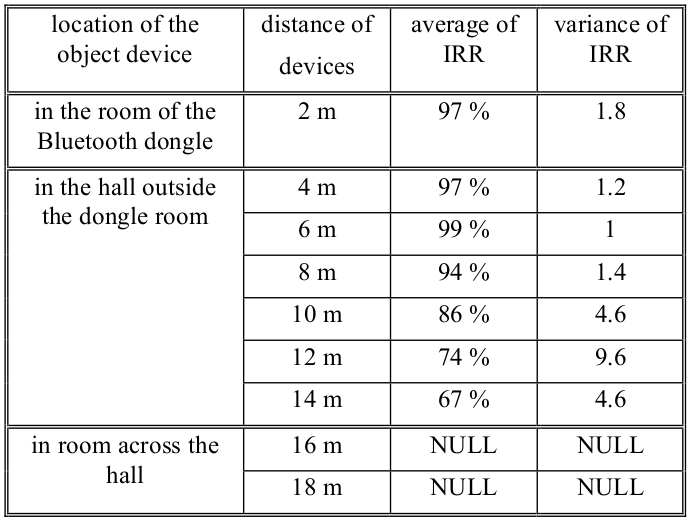 location of the object device | distance of devices | average of IRR | variance of IRR
in the room of the Bluetooth dongle | 2 m | 97 % | 1.8
in the hall outside the dongle room | 4 m | 97 % | 1.2
6 m | 99 % | 1
8 m | 94 % | 1.4
10 m | 86 % | 4.6
12 m | 74 % | 9.6
14 m | 67 % | 4.6
in room across the hall | 16 m | NULL | NULL
18 m | NULL | NULL